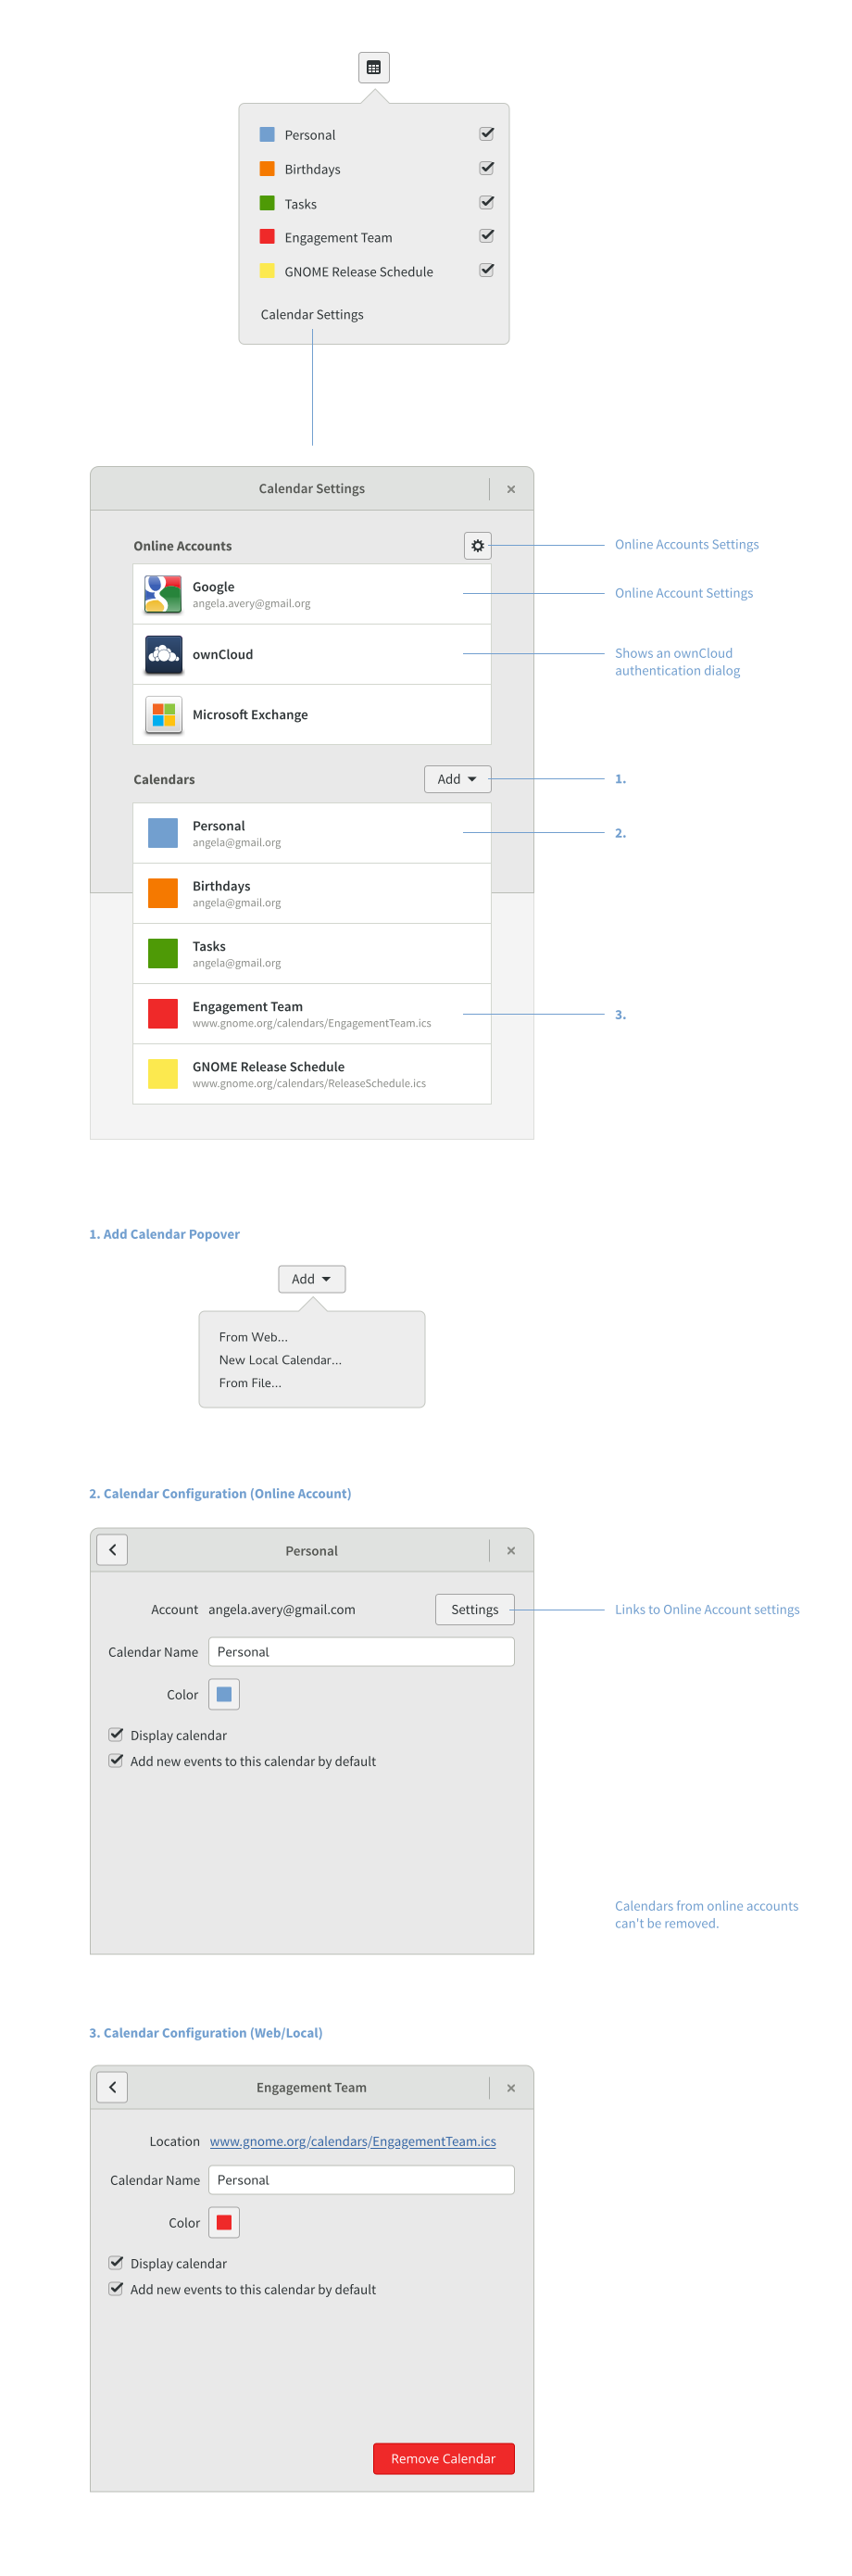 Personal
Birthdays
Tasks
Engagement Team
GNOME Release Schedule
Calendar Settings
Calendar Settings
Online Accounts
Online Accounts Settings
Google
angela.avery@gmail.org
Online Account Settings
ownCloud
Shows an ownCloud
authentication dialog
Microsoft Exchange
Calendars
Add
1.
Personal
angela@gmail.org
2.
Birthdays
angela@gmail.org
Tasks
angela@gmail.org
Engagement Team
www.gnome.org/calendars/EngagementTeam.ics
3.
GNOME Release Schedule
www.gnome.org/calendars/ReleaseSchedule.ics
1. Add Calendar Popover
Add
From Web...
New Local Calendar...
From File...
2. Calendar Configuration (Online Account)
Personal
Account angela.avery@gmail.com Settings
Links to Online Account settings
Calendar Name Personal
Color
Display calendar
Add new events to this calendar by default
Calendars from online accounts
can't be removed.
3. Calendar Configuration (Web/Local)
Engagement Team
Location www.gnome.org/calendars/EngagementTeam.ics
Calendar Name Personal
Color
Display calendar
Add new events to this calendar by default
Remove Calendar